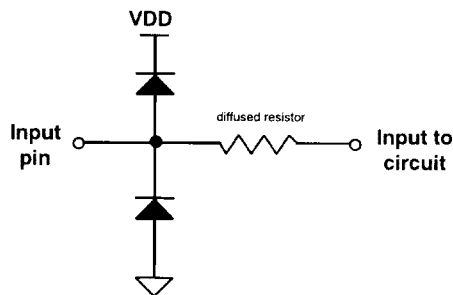 VDD
diffused resistor
Input
pin
Input to
circuit